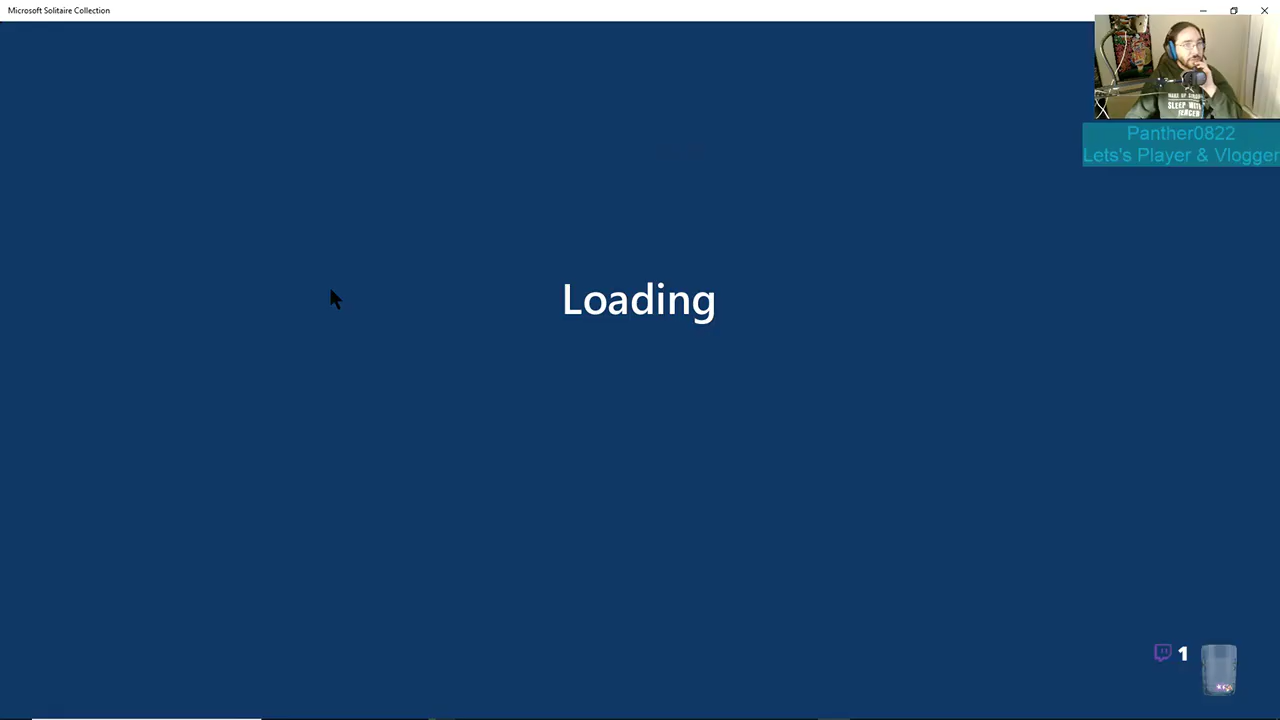 Microsoft Solitaire Collection
Panther0822
Lets's Player & Vlogger
Loading
1